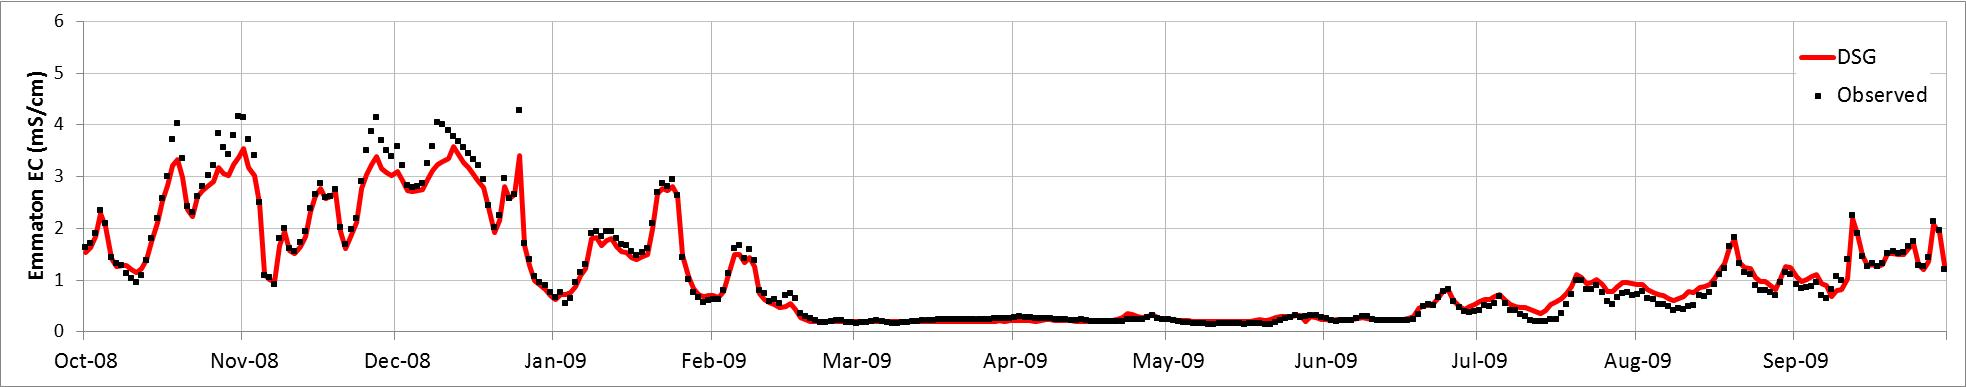 Emmaton EC (mS/cm)
6
5
4
3
2
1
0
DSG
Observed
Oct-08 Nov-08 Dec-08 Jan-09 Feb-09 Mar-09 Apr-09 May-09 Jun-09 Jul-09 Aug-09 Sep-09